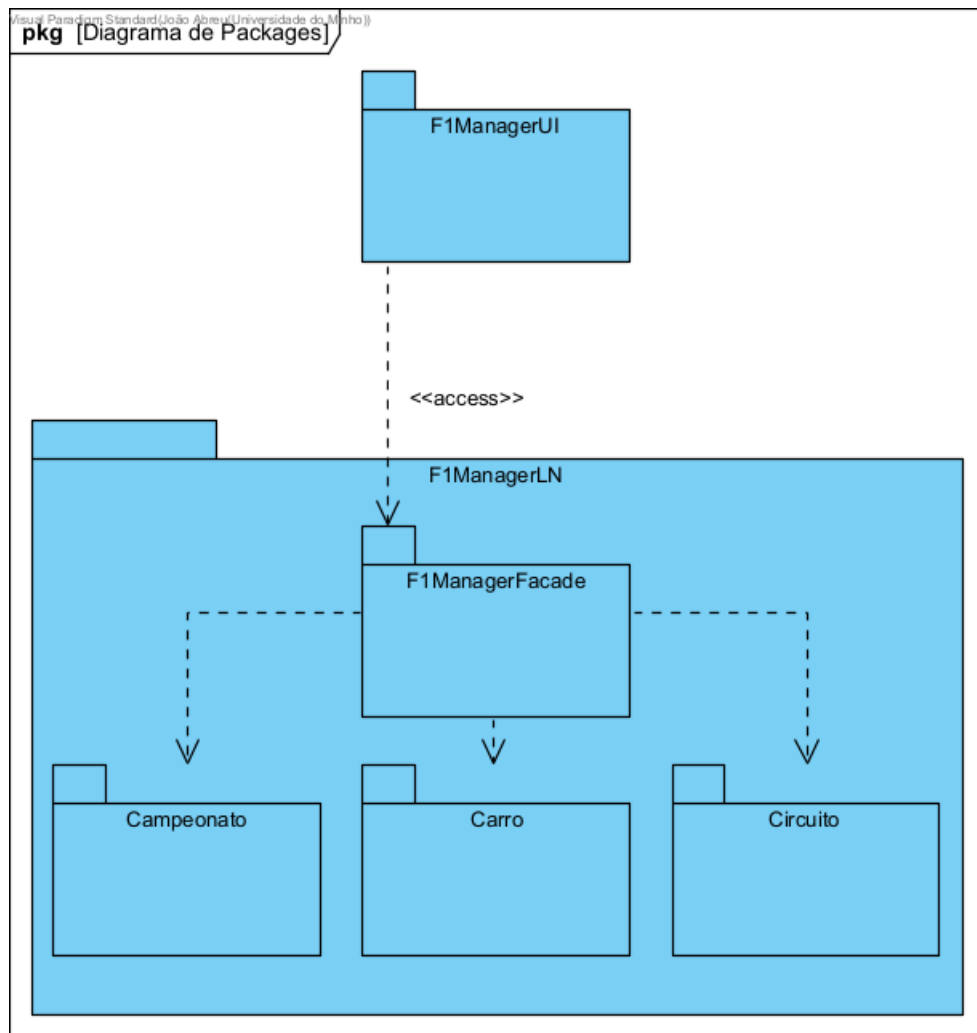 Visual Paradigm Standard(João Abreu(Universidade do Minho))
pkg [Diagrama de Packages]
F1ManagerUI
<<access>>
F1ManagerLN
F1ManagerFacade
Campeonato
Carro
Circuito